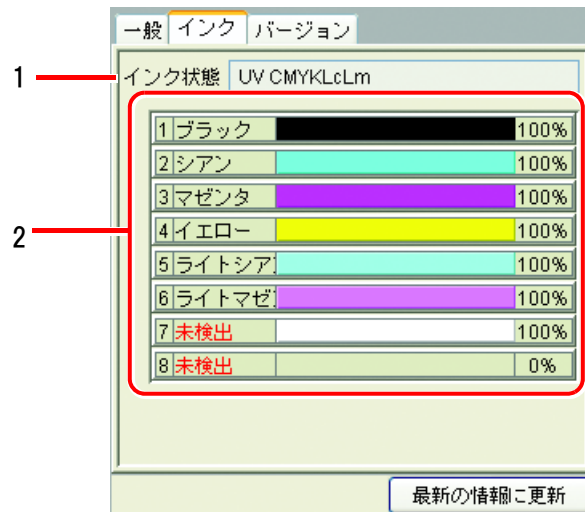 一般 インク バージョン
1 インク状態 UV CMYKLcLm
2
1 ブラック 100%
2 シアン 100%
3 マゼンタ 100%
4 イエロー 100%
5 ライトシア 100%
6 ライトマゼ 100%
7 未検出 100%
8 未検出 0%
最新の情報に更新